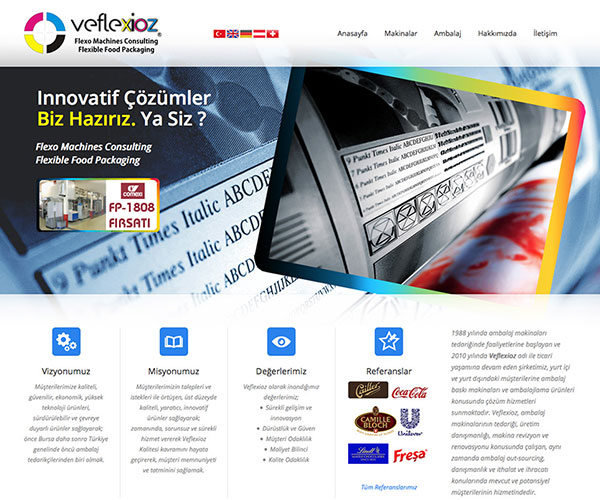 veflexioz®
Flexo Machines Consulting
Flexible Food Packaging
Anasayfa Makinalar Ambalaj Hakkımızda İletişim
Innovatif Çözümler
Biz Hazırız. Ya Siz ?
Flexo Machines Consulting
Flexible Food Packaging
comexi
FP-1808
FIRSATI
9 Punkt Times Italic ABCDEF
Punkt Times Italic ABCDEFG
Vizyonumuz
Müşterilerimize kaliteli,
güvenilir, ekonomik, yüksek
teknoloji ürünleri,
sürdürülebilir ve çevreye
duyarlı ürünler sağlayarak;
önce Bursa daha sonra Türkiye
genelinde öncü ambalaj
tedarikçilerinden biri olmak.
Misyonumuz
Müşterilerimizin talepleri ve
istekleri ile örtüşen, üst düzeyde
kaliteli, yaratıcı, innovatif
ürünler sağlayarak;
zamanında, sorunsuz ve sürekli
hizmet vererek Veflexioz
Kalitesi kavramını hayata
geçirerek, müşteri memnuniyeti
ve tatminini sağlamak.
Değerlerimiz
Veflexioz olarak inandığımız
değerlerimiz;
• Sürekli gelişim ve
innovasyon
• Dürüstlük ve Güven
• Müşteri Odaklılık
• Maliyet Bilinci
• Kalite Odaklılık
Referanslar
Cailler
Coca-Cola
CAMILLE
BLOCH
Unilever
Lindt
Freşa
Tüm Referanslarımız
1988 yılında ambalaj makinaları
tedariğinde faaliyetlerine başlayan ve
2010 yılında Veflexioz adı ile ticari
yaşamına devam eden şirketimiz, yurt içi
ve yurt dışındaki müşterilerine ambalaj
baskı makinaları ve ambalajlama ürünleri
konusunda çözüm hizmetleri
sunmaktadır. Veflexioz, ambalaj
makinalarının tedariği, üretim
danışmanlığı, makina revizyon ve
renovasyonu konusunda çalışan, aynı
zamanda ambalaj out-sourcing,
danışmanlık ve ithalat ve ihracat
konularında mevcut ve potansiyel
müşterilerinin hizmetindedir.